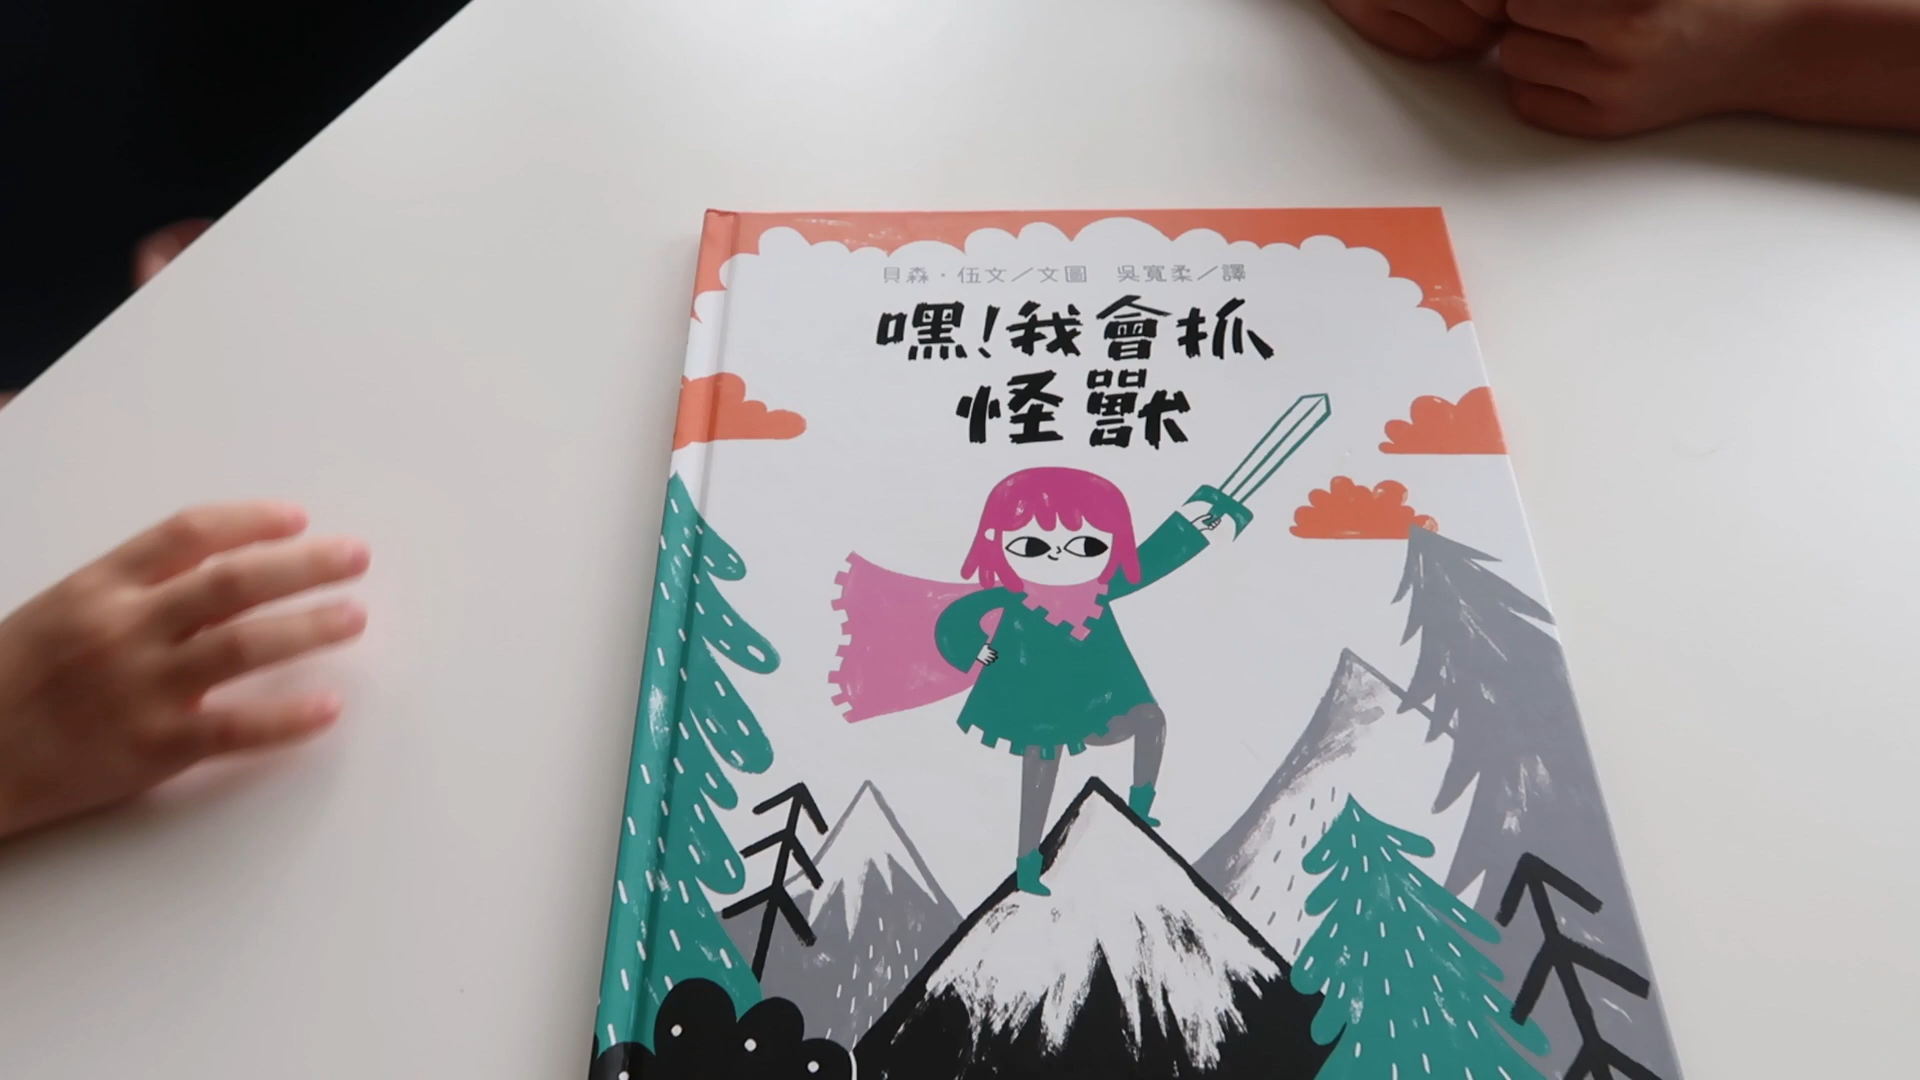 貝森・伍文／文圖　吳寬柔／譯
嘿！我會抓
怪獸